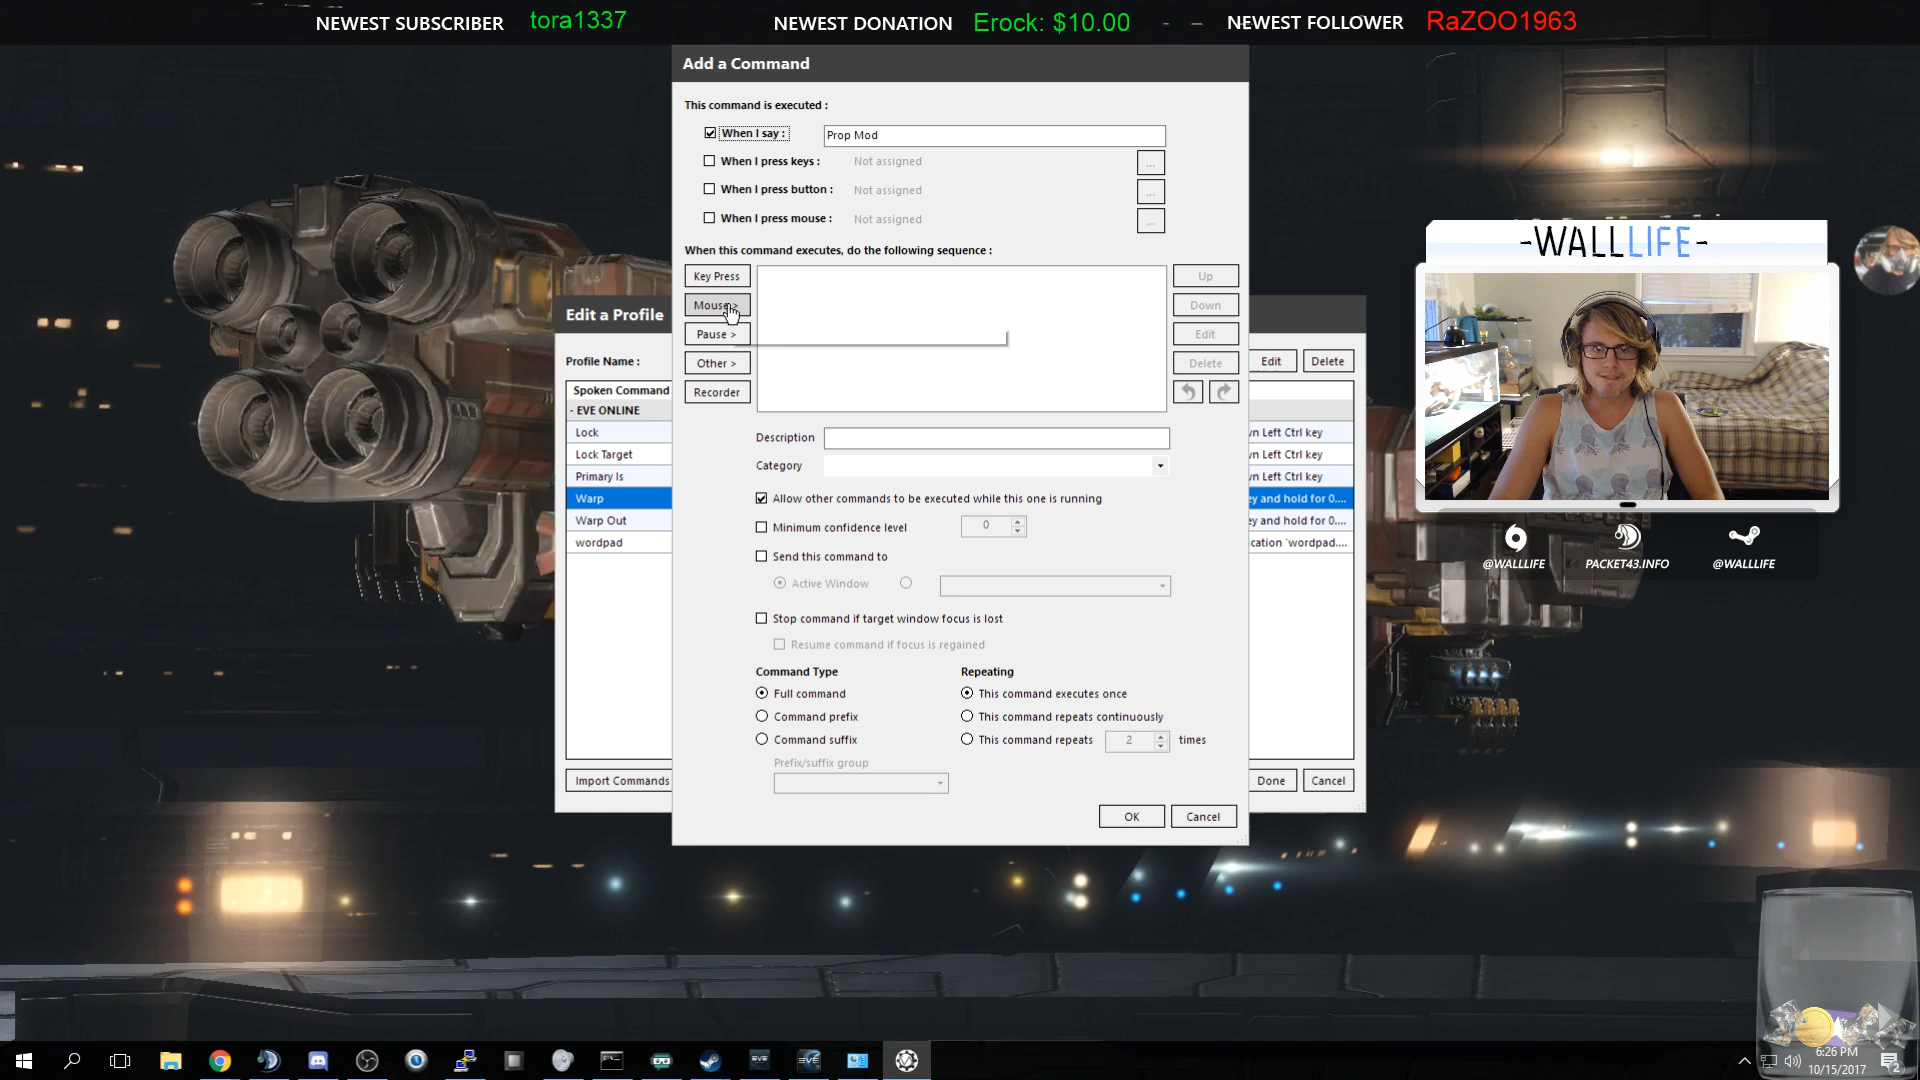 NEWEST SUBSCRIBER tora1337 NEWEST DONATION Erock: $10.00 - - NEWEST FOLLOWER RaZOO1963
Add a Command
This command is executed :
When I say : Prop Mod
When I press keys : Not assigned ...
When I press button : Not assigned ...
When I press mouse : Not assigned ...
When this command executes, do the following sequence :
Key Press Up
Mouse > Down
Pause > Edit
Other > Delete
Recorder
Description
Category
Allow other commands to be executed while this one is running
Minimum confidence level 0
Send this command to
Active Window
Stop command if target window focus is lost
Resume command if focus is regained
Command Type Repeating
Full command This command executes once
Command prefix This command repeats continuously
Command suffix This command repeats 2 times
Prefix/suffix group
OK Cancel
Edit a Profile
Profile Name : Edit Delete
Spoken Command
- EVE ONLINE
Lock vn Left Ctrl key
Lock Target vn Left Ctrl key
Primary Is vn Left Ctrl key
Warp ey and hold for 0....
Warp Out ey and hold for 0....
wordpad cation 'wordpad....
Import Commands Done Cancel
-WALLLIFE-
@WALLLIFE PACKET43.INFO @WALLLIFE
EVE EVE
6:26 PM
10/15/2017
2